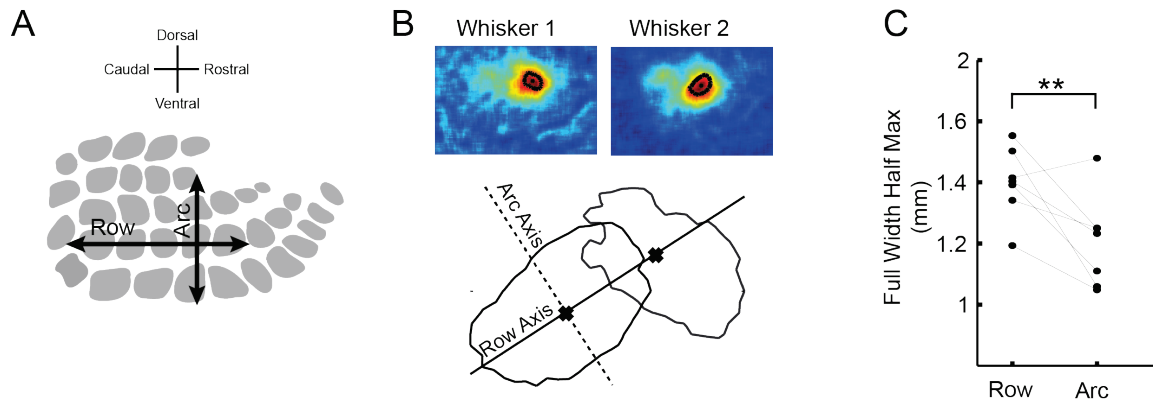 A
Dorsal
Caudal
Rostral
Ventral
Row
Arc
B
Whisker 1
Whisker 2
Arc Axis
Row Axis
C
Full Width Half Max
(mm)
2
1.6
1.4
1.2
1
**
Row
Arc